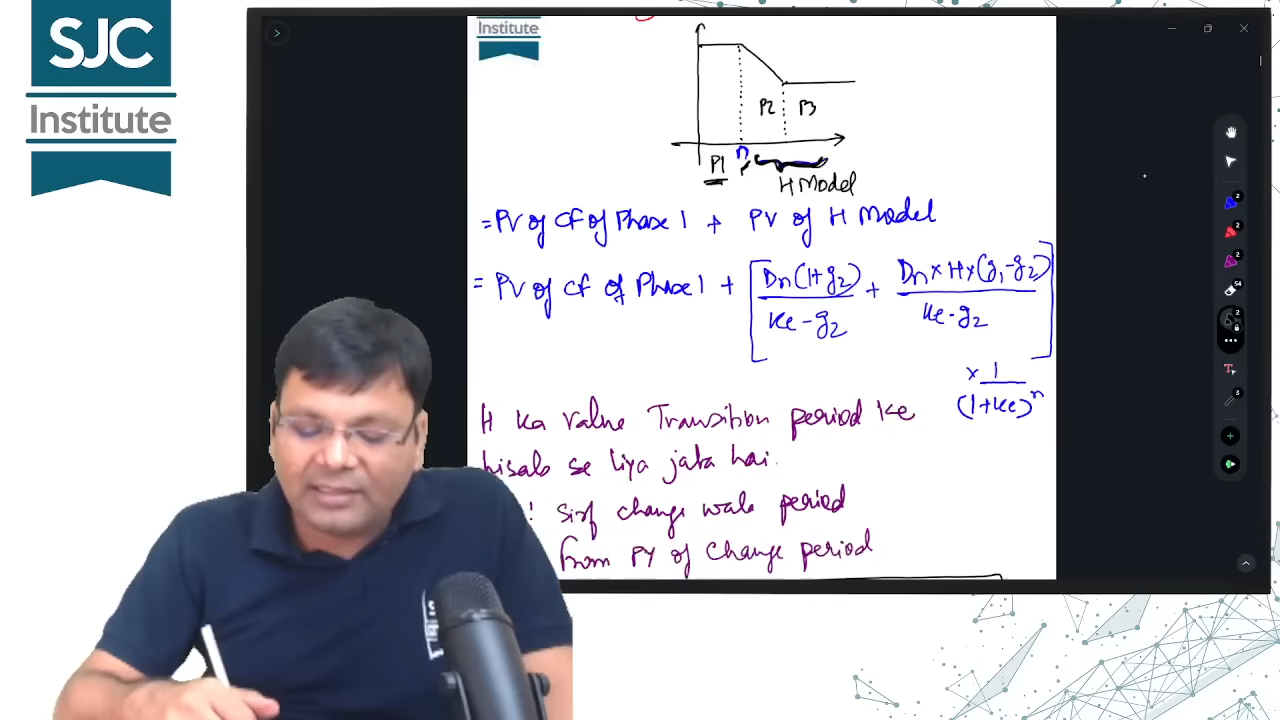 SJC
Institute
Institute
P2 P3
n
P1
H Model
= PV of CF of Phase 1 + PV of H Model
= PV of CF of Phase 1 + [ Dn(1+g2) / Ke-g2 + Dn×H×(g1-g2) / Ke-g2 ]
× 1 / (1+Ke)^n
H Ka value Transition period Ke
hisab se liya jata hai.
: Sirf change wala period
From PY of Change period